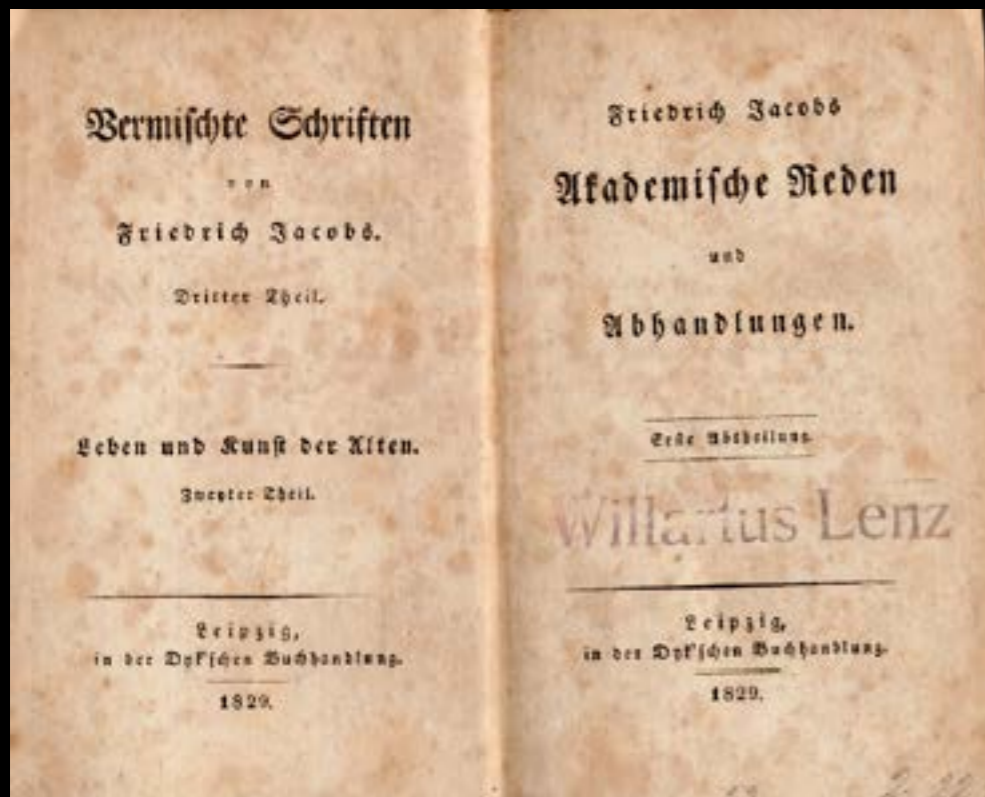 Vermischte Schriften
von
Friedrich Jacobs.
Dritter Theil.
Leben und Kunst der Alten.
Zweyter Theil.
Leipzig,
in der Dyk'schen Buchhandlung.
1829.
Friedrich Jacobs
Akademische Reden
und
Abhandlungen.
Erste Abtheilung.
Lenz
Leipzig,
in der Dyk'schen Buchhandlung.
1829.